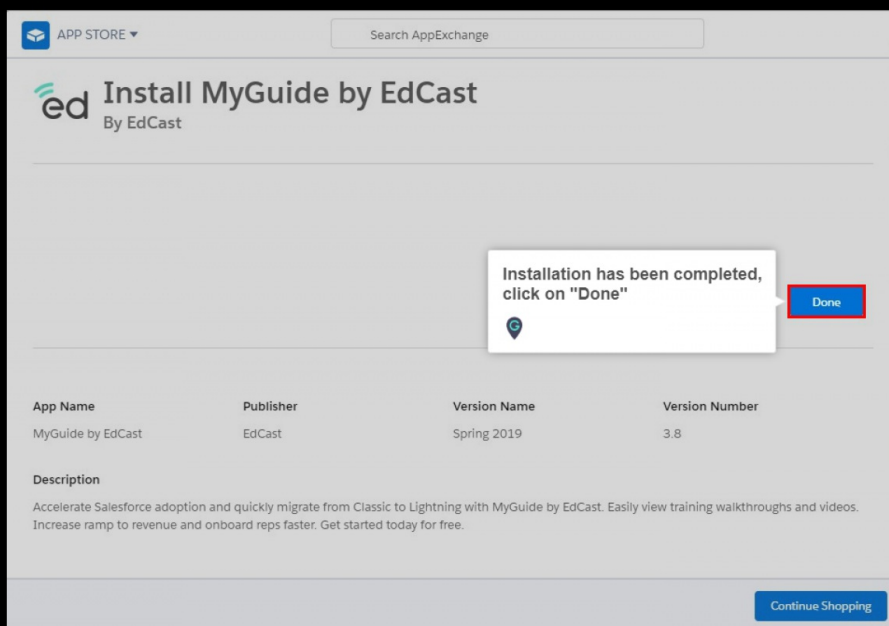 APP STORE
Search AppExchange
ed
Install MyGuide by EdCast
By EdCast
Installation has been completed,
click on "Done"
G
Done
App Name Publisher Version Name Version Number
MyGuide by EdCast EdCast Spring 2019 3.8
Description
Accelerate Salesforce adoption and quickly migrate from Classic to Lightning with MyGuide by EdCast. Easily view training walkthroughs and videos.
Increase ramp to revenue and onboard reps faster. Get started today for free.
Continue Shopping